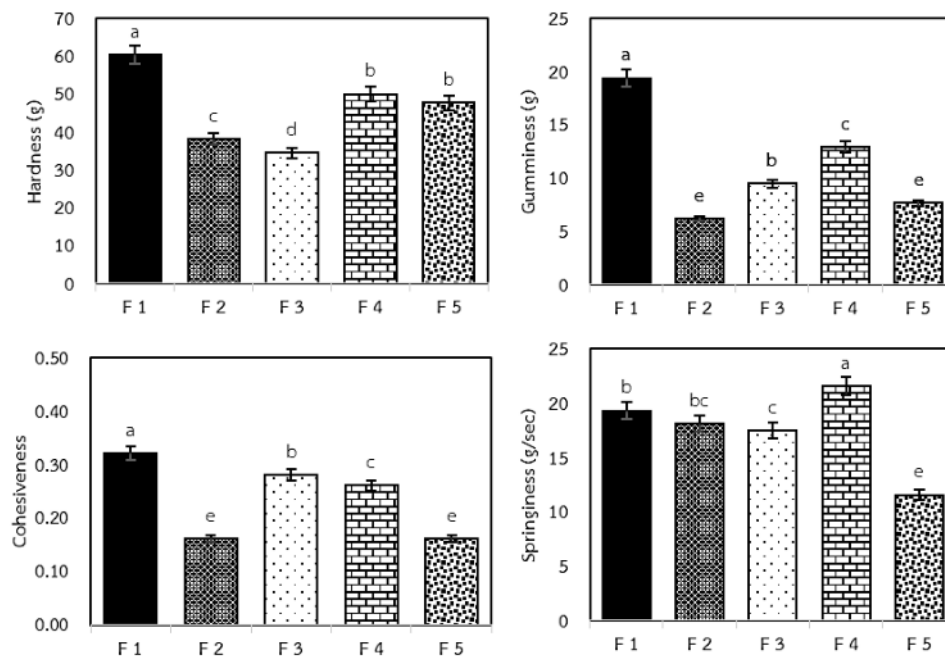 Hardness (g)
70
60
50
40
30
20
10
0
a
c
d
b
b
F 1 F 2 F 3 F 4 F 5
Gumminess (g)
25
20
15
10
5
0
a
e
b
c
e
F 1 F 2 F 3 F 4 F 5
Cohesiveness
0.50
0.40
0.30
0.20
0.10
0.00
a
e
b
c
e
F 1 F 2 F 3 F 4 F 5
Springiness (g/sec)
25
20
15
10
5
0
b
bc
c
a
e
F 1 F 2 F 3 F 4 F 5